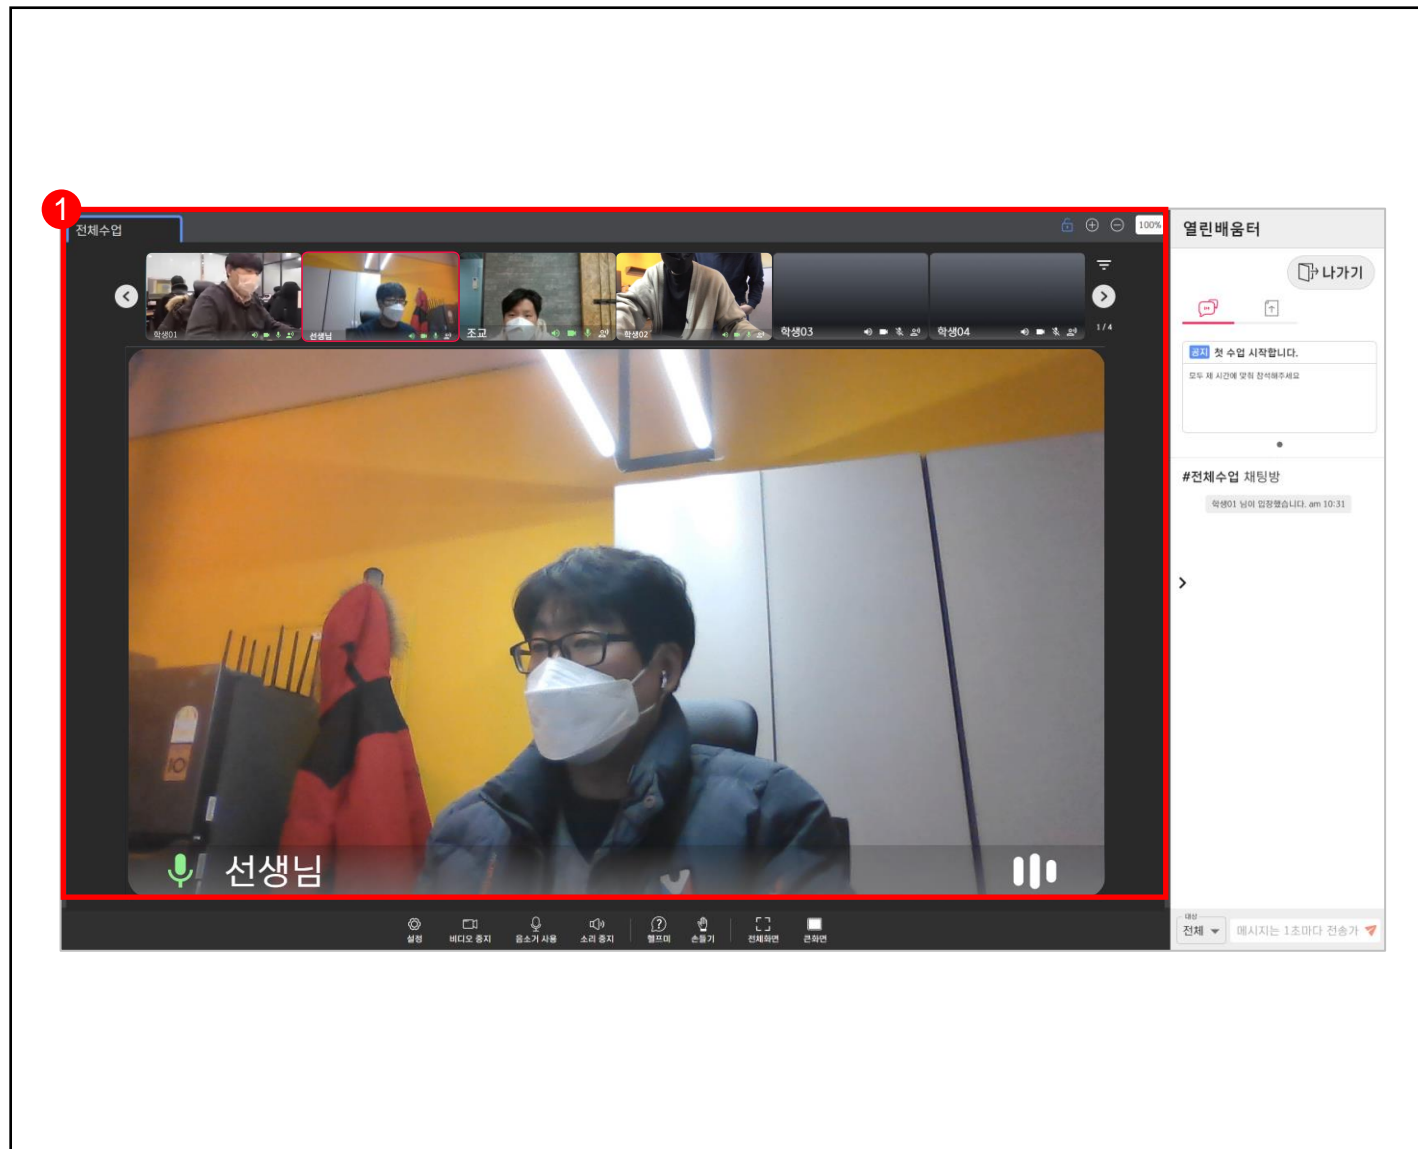 1
전체수업
100%
학생01
선생님
조교
학생02
학생03
학생04
1 / 4
10
선생님
설정
비디오 중지
음소거 사용
소리 중지
헬프미
손들기
전체화면
큰화면
열린배움터
나가기
공지 첫 수업 시작합니다.
모두 제 시간에 맞춰 참석해주세요
#전체수업 채팅방
학생01 님이 입장했습니다. am 10:31
대상
전체
메시지는 1초마다 전송가